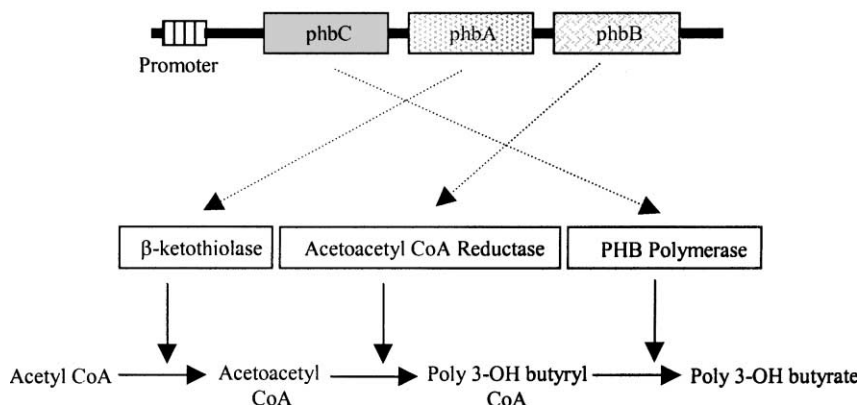 phbC phbA phbB
Promoter
β-ketothiolase Acetoacetyl CoA Reductase PHB Polymerase
Acetyl CoA Acetoacetyl CoA Poly 3-OH butyryl CoA Poly 3-OH butyrate